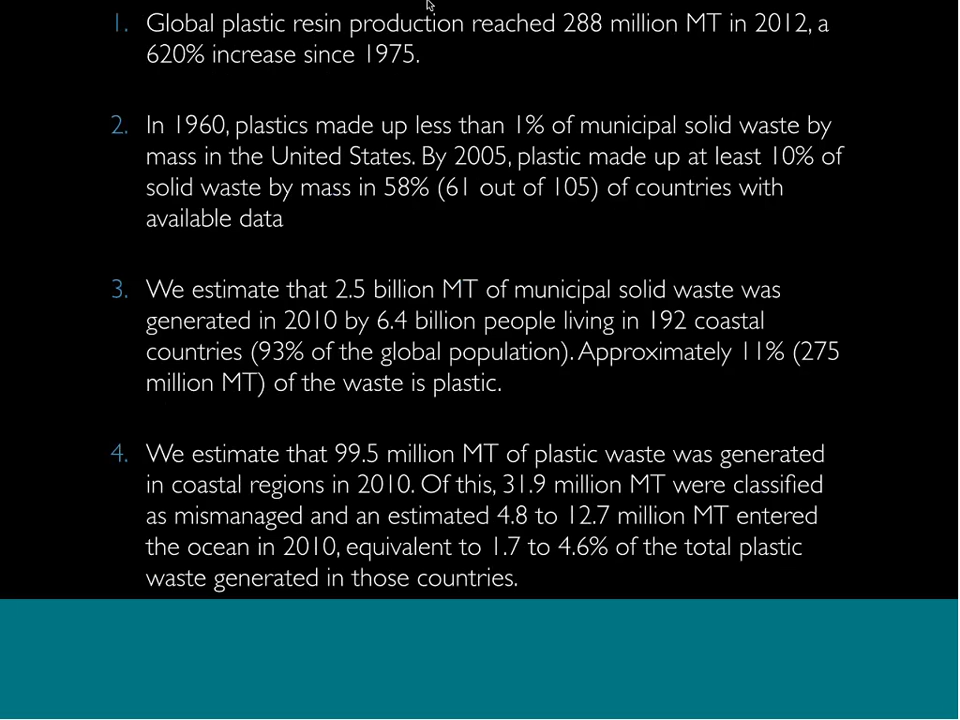 1. Global plastic resin production reached 288 million MT in 2012, a
620% increase since 1975.
2. In 1960, plastics made up less than 1% of municipal solid waste by
mass in the United States. By 2005, plastic made up at least 10% of
solid waste by mass in 58% (61 out of 105) of countries with
available data
3. We estimate that 2.5 billion MT of municipal solid waste was
generated in 2010 by 6.4 billion people living in 192 coastal
countries (93% of the global population). Approximately 11% (275
million MT) of the waste is plastic.
4. We estimate that 99.5 million MT of plastic waste was generated
in coastal regions in 2010. Of this, 31.9 million MT were classified
as mismanaged and an estimated 4.8 to 12.7 million MT entered
the ocean in 2010, equivalent to 1.7 to 4.6% of the total plastic
waste generated in those countries.